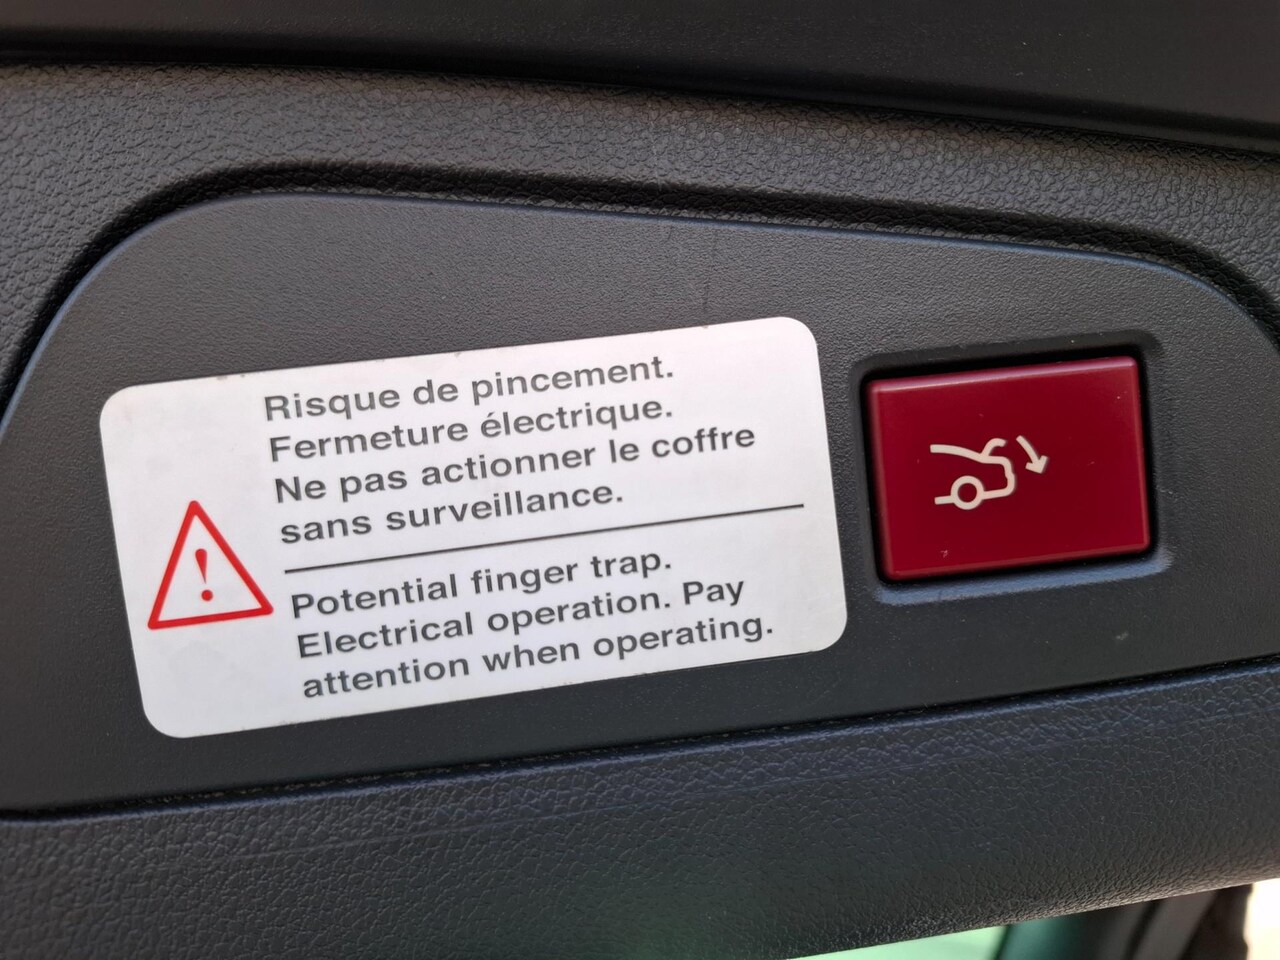 Risque de pincement.
Fermeture électrique.
Ne pas actionner le coffre
sans surveillance.
Potential finger trap.
Electrical operation. Pay
attention when operating.